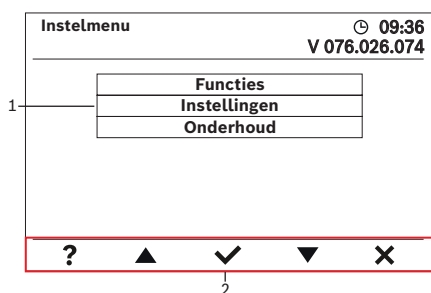 Instelmenu 09:36
V 076.026.074
Functies
1 Instellingen
Onderhoud
?
2